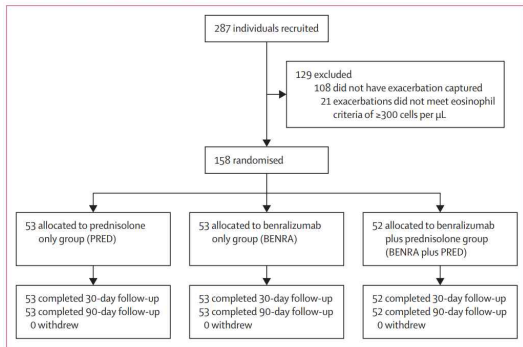 287 individuals recruited
129 excluded
108 did not have exacerbation captured
21 exacerbations did not meet eosinophil
criteria of ≥300 cells per µL
158 randomised
53 allocated to prednisolone
only group (PRED)
53 allocated to benralizumab
only group (BENRA)
52 allocated to benralizumab
plus prednisolone group
(BENRA plus PRED)
53 completed 30-day follow-up
53 completed 90-day follow-up
0 withdrew
53 completed 30-day follow-up
53 completed 90-day follow-up
0 withdrew
52 completed 30-day follow-up
52 completed 90-day follow-up
0 withdrew